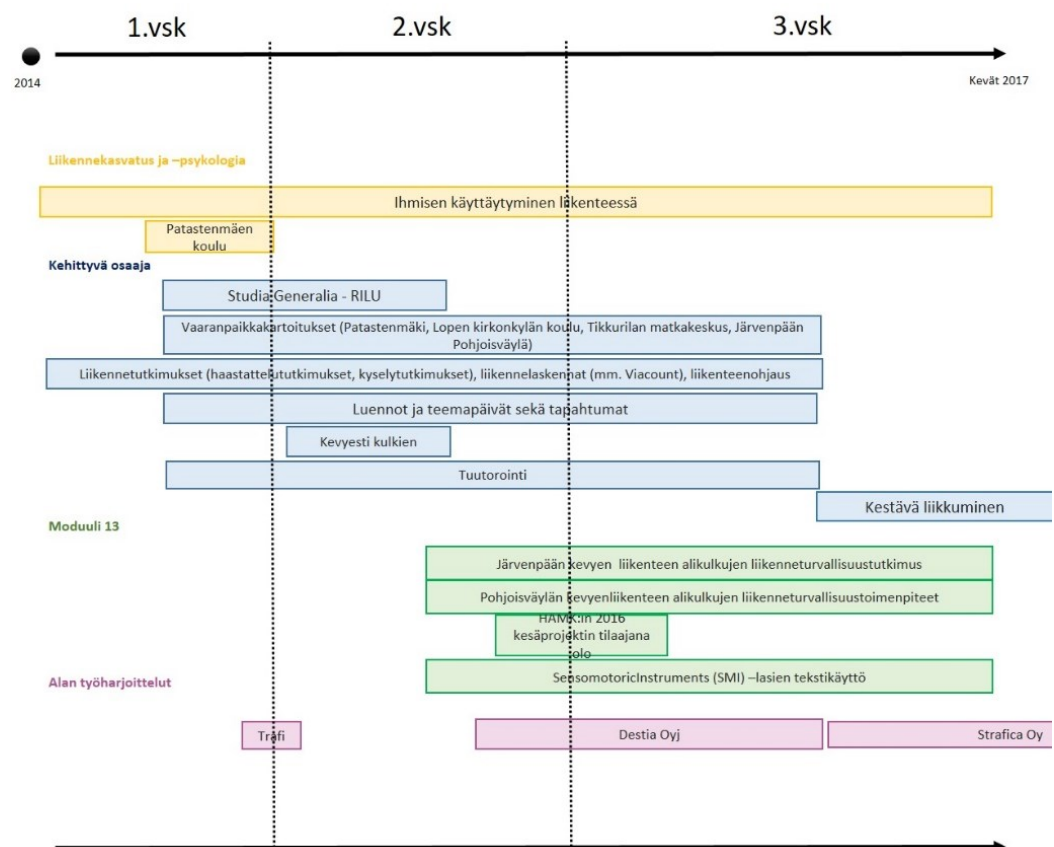 1.vsk 2.vsk 3.vsk
2014 Kevät 2017
Liikennekasvatus ja –psykologia
Ihmisen käyttäytyminen liikenteessä
Patastenmäen
koulu
Kehittyvä osaaja
Studia Generalia - RILU
Vaaranpaikkakartoitukset (Patastenmäki, Lopen kirkonkylän koulu, Tikkurilan matkakeskus, Järvenpään
Pohjoisväylä)
Liikennetutkimukset (haastattelututkimukset, kyselytutkimukset), liikennelaskennat (mm. Viacount), liikenteenohjaus
Luennot ja teemapäivät sekä tapahtumat
Kevyesti kulkien
Tuutorointi
Kestävä liikkuminen
Moduuli 13
Järvenpään kevyen liikenteen alikulkujen liikenneturvallisuustutkimus
Pohjoisväylän kevyenliikenteen alikulkujen liikenneturvallisuustoimenpiteet
HAMK:in 2016
kesäprojektin tilaajana
olo
SensomotoricInstruments (SMI) –lasien tekstikäyttö
Alan työharjoittelut
Trafi
Destia Oyj
Strafica Oy